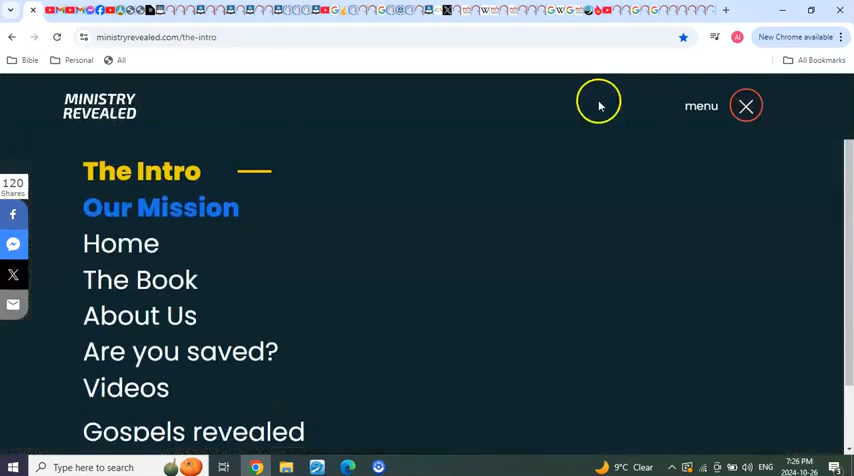 New Chrome available
ministryrevealed.com/the-intro
Bible
Personal
All
All Bookmarks
MINISTRY
REVEALED
menu
The Intro
120
Shares
Our Mission
Home
The Book
About Us
Are you saved?
Videos
Gospels revealed
Type here to search
9°C Clear
ENG
7:26 PM
2024-10-26